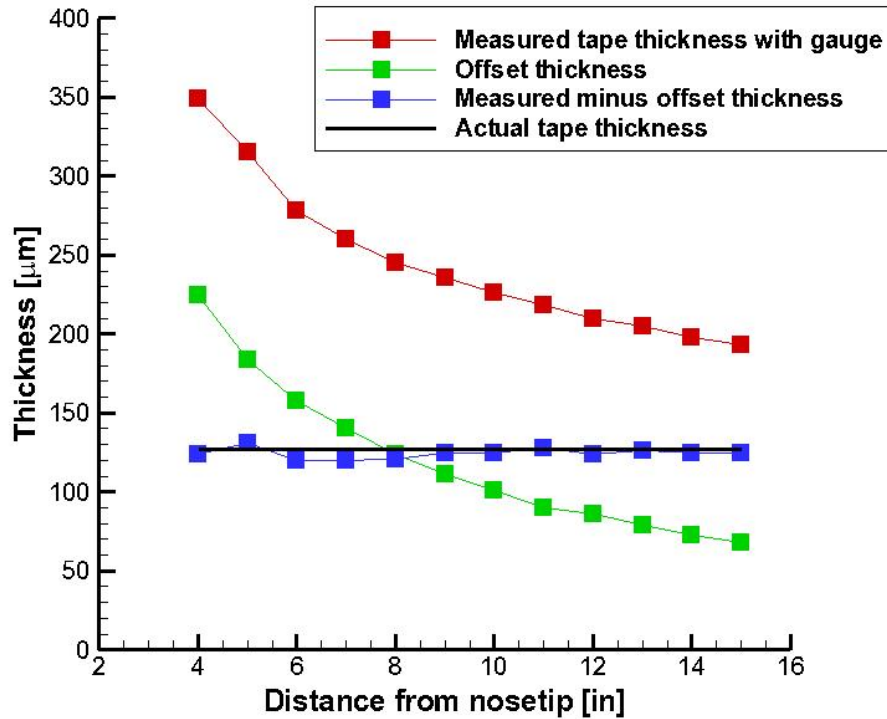 Measured tape thickness with gauge
Offset thickness
Measured minus offset thickness
Actual tape thickness
Thickness [μm]
400
350
300
250
200
150
100
50
0
2 4 6 8 10 12 14 16
Distance from nosetip [in]